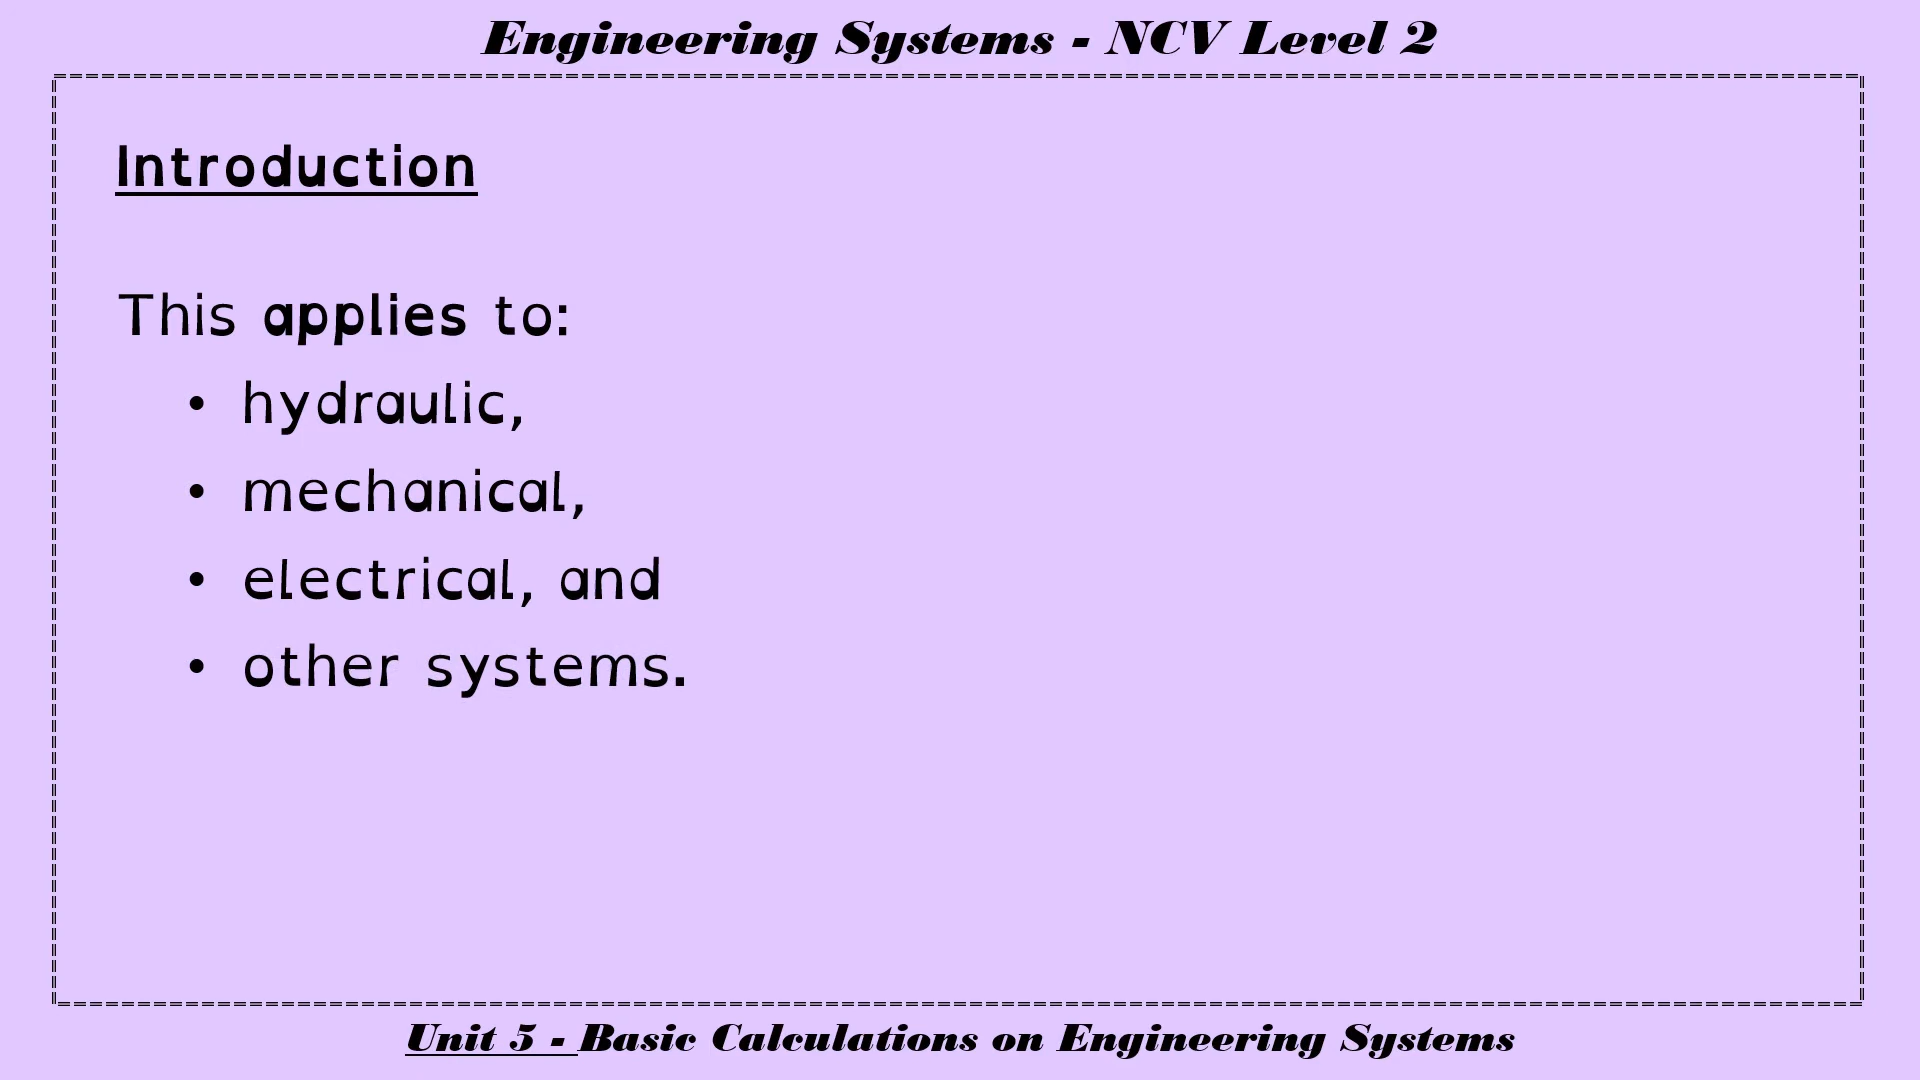 Engineering Systems - NCV Level 2
Introduction
This applies to:
• hydraulic,
• mechanical,
• electrical, and
• other systems.
Unit 5 - Basic Calculations on Engineering Systems